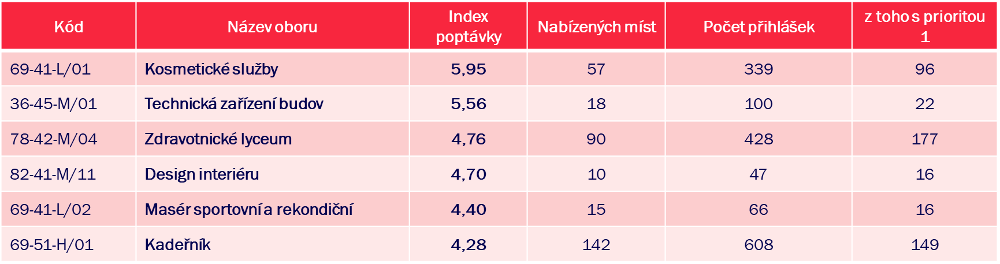 Kód Název oboru Index poptávky Nabízených míst Počet přihlášek z toho s prioritou 1
69-41-L/01 Kosmetické služby 5,95 57 339 96
36-45-M/01 Technická zařízení budov 5,56 18 100 22
78-42-M/04 Zdravotnické lyceum 4,76 90 428 177
82-41-M/11 Design interiéru 4,70 10 47 16
69-41-L/02 Masér sportovní a rekondiční 4,40 15 66 16
69-51-H/01 Kadeřník 4,28 142 608 149